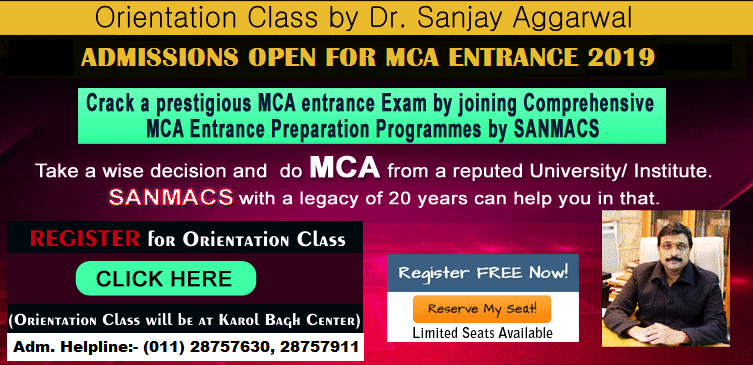 Orientation Class by Dr. Sanjay Aggarwal
ADMISSIONS OPEN FOR MCA ENTRANCE 2019
Crack a prestigious MCA entrance Exam by joining Comprehensive
MCA Entrance Preparation Programmes by SANMACS
Take a wise decision and do MCA from a reputed University/ Institute.
SANMACS with a legacy of 20 years can help you in that.
REGISTER for Orientation Class
CLICK HERE
(Orientation Class will be at Karol Bagh Center)
Adm. Helpline:- (011) 28757630, 28757911
Register FREE Now!
Reserve My Seat!
Limited Seats Available